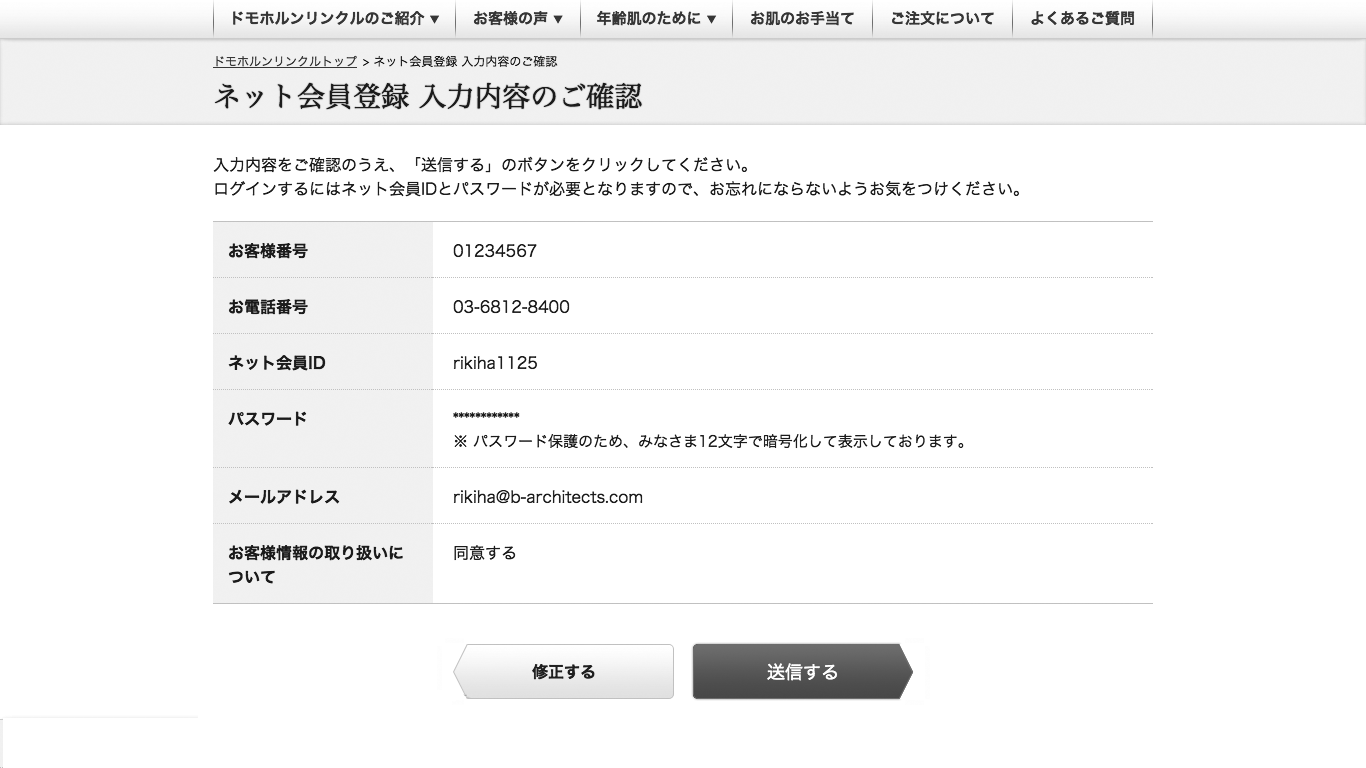 ドモホルンリンクルのご紹介▼ お客様の声▼ 年齢肌のために▼ お肌のお手当て ご注文について よくあるご質問
ドモホルンリンクルトップ > ネット会員登録 入力内容のご確認
ネット会員登録 入力内容のご確認
入力内容をご確認のうえ、「送信する」のボタンをクリックしてください。
ログインするにはネット会員IDとパスワードが必要となりますので、お忘れにならないようお気をつけください。
お客様番号 01234567
お電話番号 03-6812-8400
ネット会員ID rikiha1125
パスワード ************
※ パスワード保護のため、みなさま12文字で暗号化して表示しております。
メールアドレス rikiha@b-architects.com
お客様情報の取り扱いに 同意する
ついて
修正する 送信する